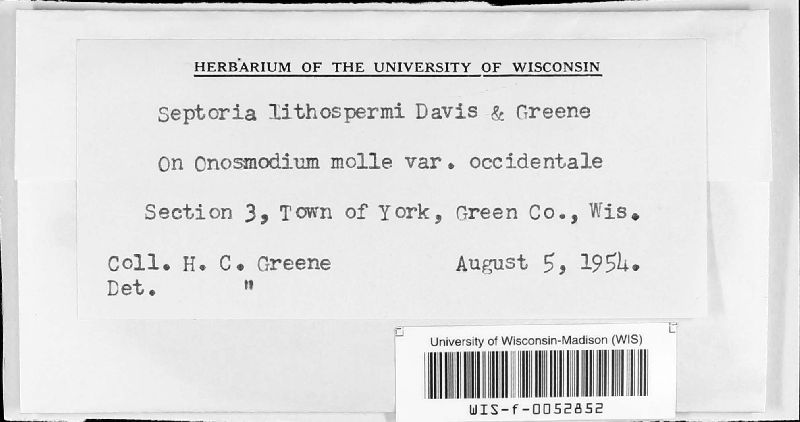 HERBARIUM OF THE UNIVERSITY OF WISCONSIN
Septoria lithospermi Davis & Greene
On Onosmodium molle var. occidentale
Section 3, Town of York, Green Co., Wis.
Coll. H. C. Greene August 5, 1954.
Det. "
University of Wisconsin-Madison (WIS)
WIS-f-0052852